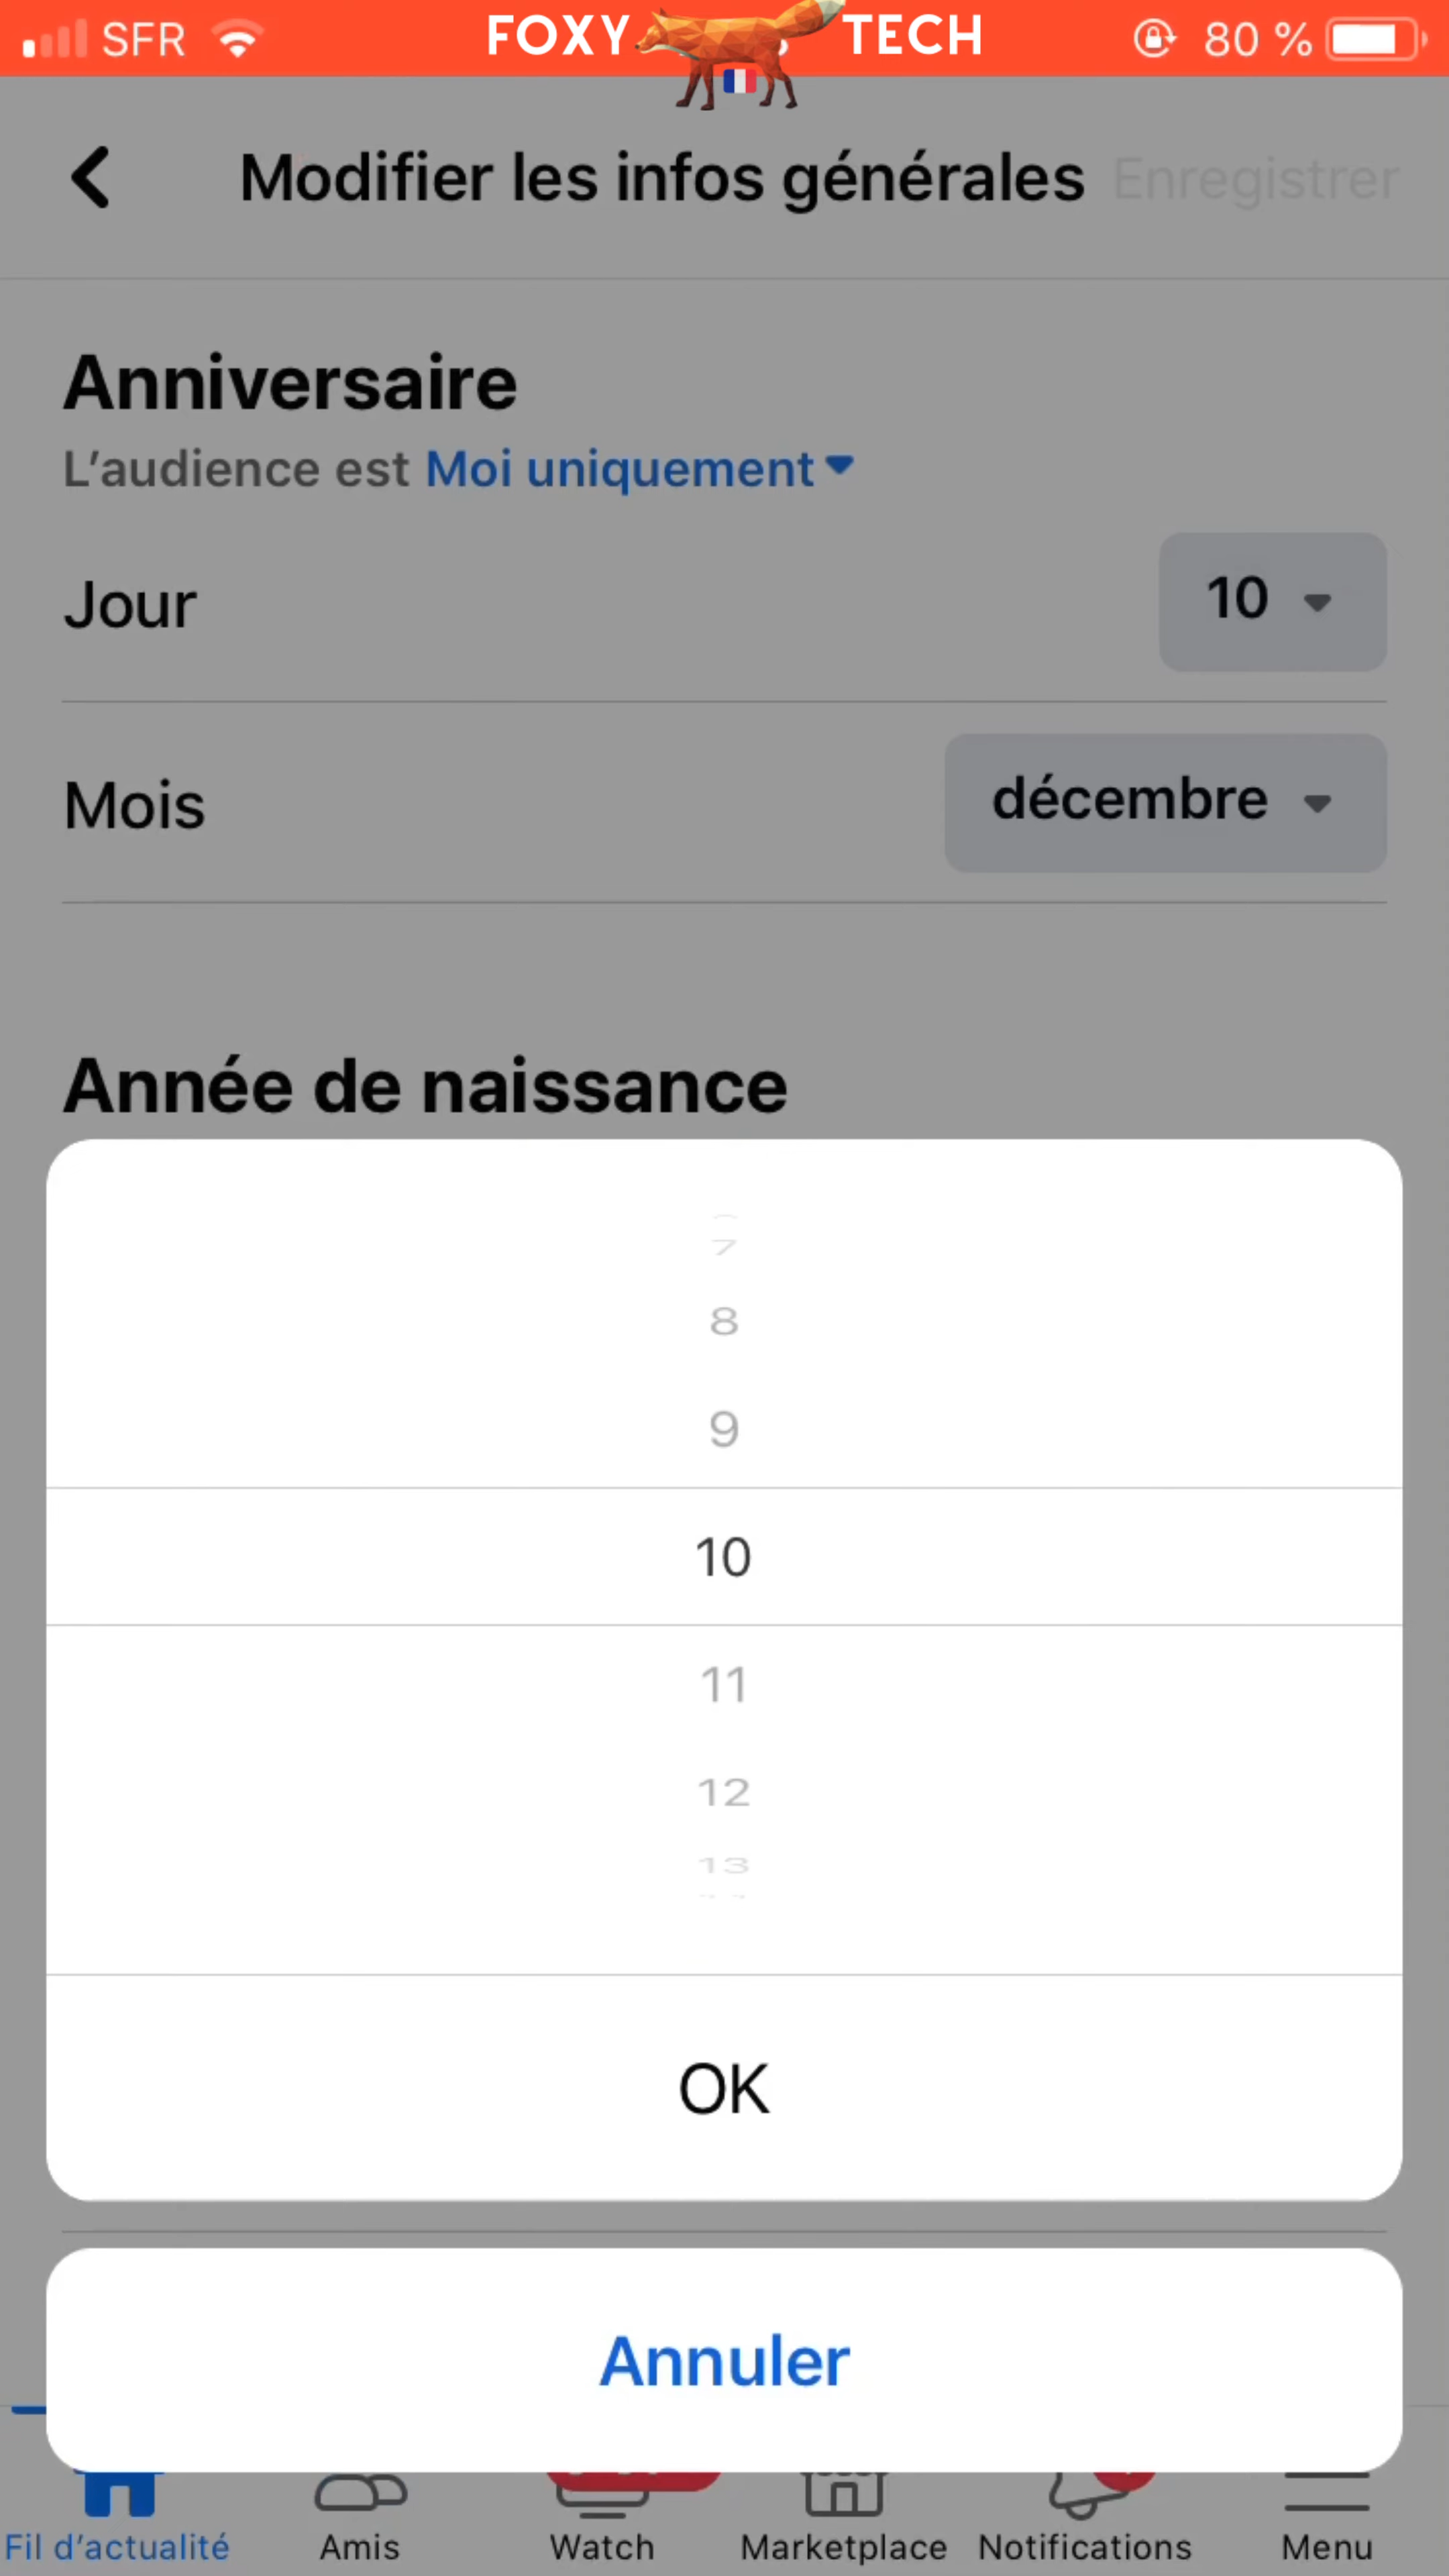 SFR FOXY TECH 80 %
Modifier les infos générales Enregistrer
Anniversaire
L’audience est Moi uniquement
Jour 10
Mois décembre
Année de naissance
7
8
9
10
11
12
13
OK
Annuler
Fil d’actualité Amis Watch Marketplace Notifications Menu